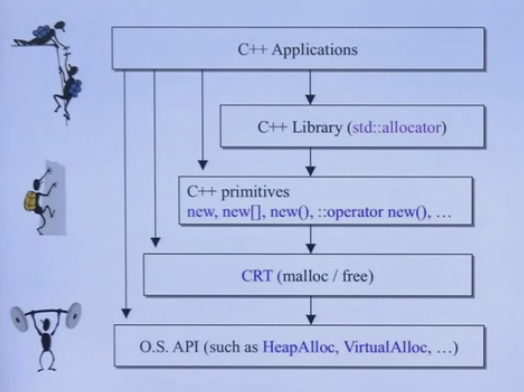 C++ Applications
C++ Library (std::allocator)
C++ primitives
new, new[], new(), ::operator new(), …
CRT (malloc / free)
O.S. API (such as HeapAlloc, VirtualAlloc, …)